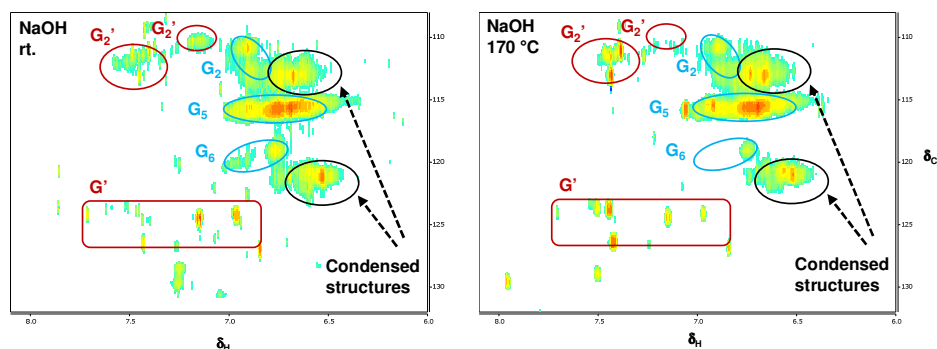 NaOH
rt.
G2'
G2'
G2
G5
G6
G'
Condensed
structures
110
115
120
125
130
8.0
7.5
7.0
6.5
6.0
δH
NaOH
170 °C
G2'
G2'
G2
G5
G6
G'
Condensed
structures
110
115
120
125
130
δC
8.0
7.5
7.0
6.5
6.0
δH